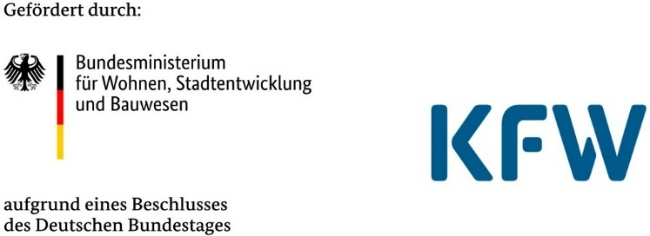 Gefördert durch:
Bundesministerium
für Wohnen, Stadtentwicklung
und Bauwesen
KFW
aufgrund eines Beschlusses
des Deutschen Bundestages